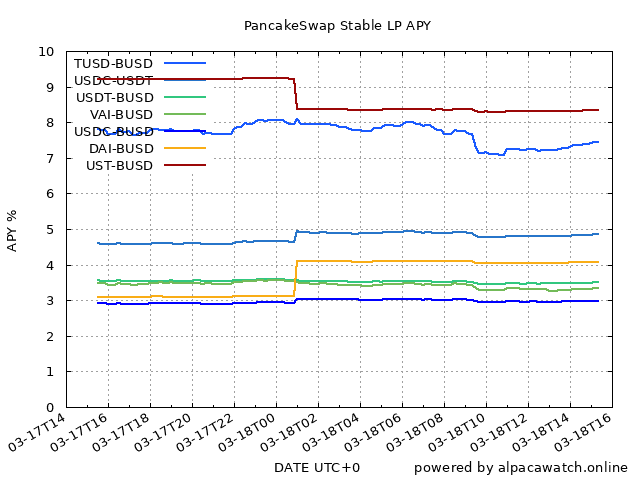 PancakeSwap Stable LP APY
10
9
8
7
6
5
4
3
2
1
0
APY %
TUSD-BUSD
USDC-USDT
USDT-BUSD
VAI-BUSD
USDC-BUSD
DAI-BUSD
UST-BUSD
03-17T14
03-17T16
03-17T18
03-17T20
03-17T22
03-18T00
03-18T02
03-18T04
03-18T06
03-18T08
03-18T10
03-18T12
03-18T14
03-18T16
DATE UTC+0
powered by alpacawatch.online